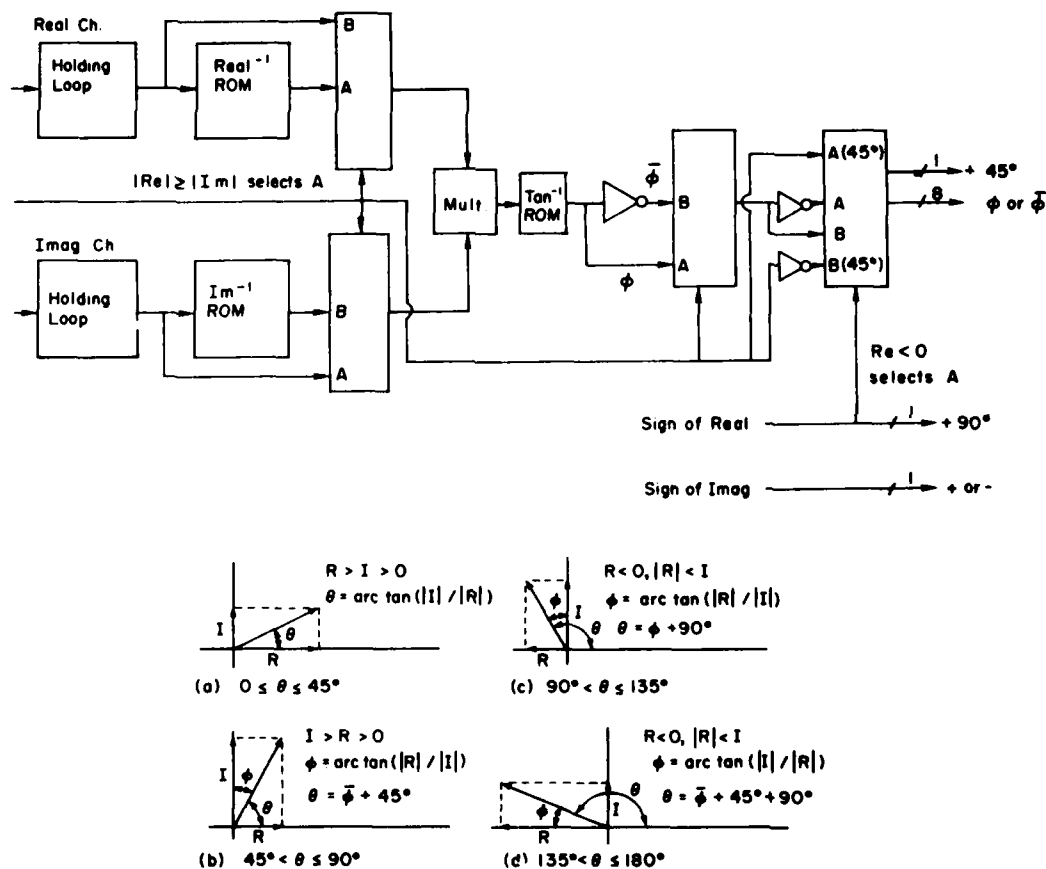 Real Ch.
Holding
Loop
Real⁻¹
ROM
B
A
|Re| ≥ |Im| selects A
Imag Ch
Holding
Loop
Im⁻¹
ROM
B
A
Mult.
Tan⁻¹
ROM
ϕ̄
ϕ
B
A
A(45°)
A
B
B(45°)
1
+ 45°
8
ϕ or ϕ̄
Re < 0
selects A
Sign of Real
1
+ 90°
Sign of Imag
1
+ or -
R > I > 0
θ = arc tan (|I| / |R|)
I
θ
R
(a) 0 ≤ θ ≤ 45°
I > R > 0
ϕ = arc tan (|R| / |I|)
θ = ϕ̄ + 45°
I
ϕ
θ
R
(b) 45° < θ ≤ 90°
R < 0, |R| < I
ϕ = arc tan (|R| / |I|)
θ = ϕ + 90°
ϕ
I
θ
R
(c) 90° < θ ≤ 135°
R < 0, |R| < I
ϕ = arc tan (|I| / |R|)
θ = ϕ̄ + 45° + 90°
ϕ
I
θ
R
(d) 135° < θ ≤ 180°